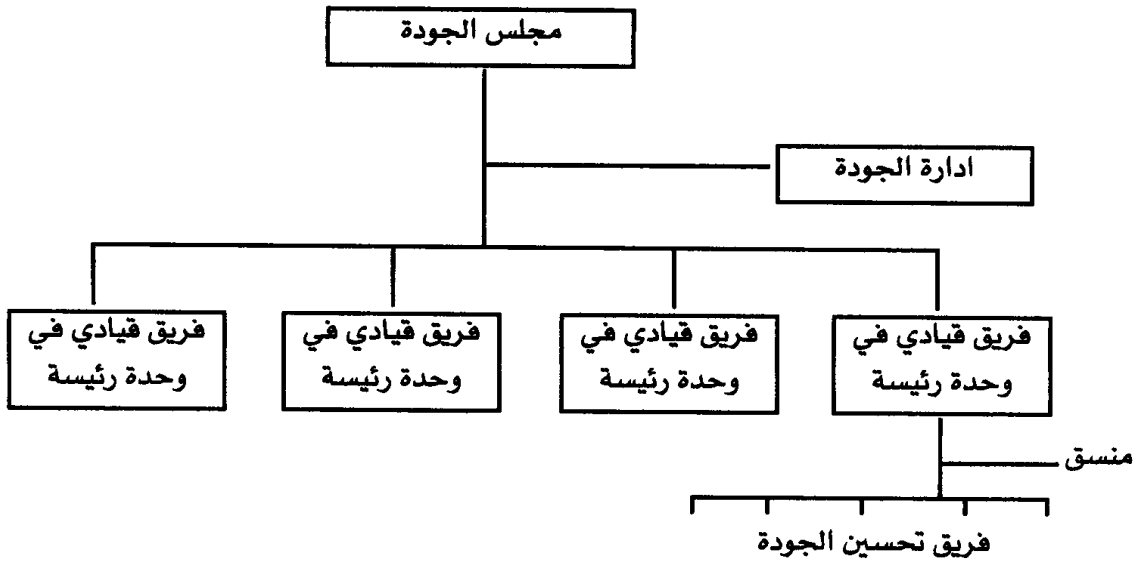 مجلس الجودة
ادارة الجودة
فريق قيادي في
وحدة رئيسة
فريق قيادي في
وحدة رئيسة
فريق قيادي في
وحدة رئيسة
فريق قيادي في
وحدة رئيسة
منسق
فريق تحسين الجودة